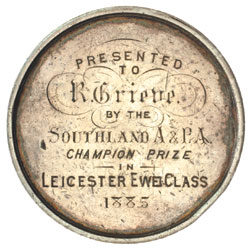 PRESENTED
TO
R. Grieve.
BY THE
SOUTHLAND A & P. A.
CHAMPION PRIZE
IN
LEICESTER EWE CLASS
1885